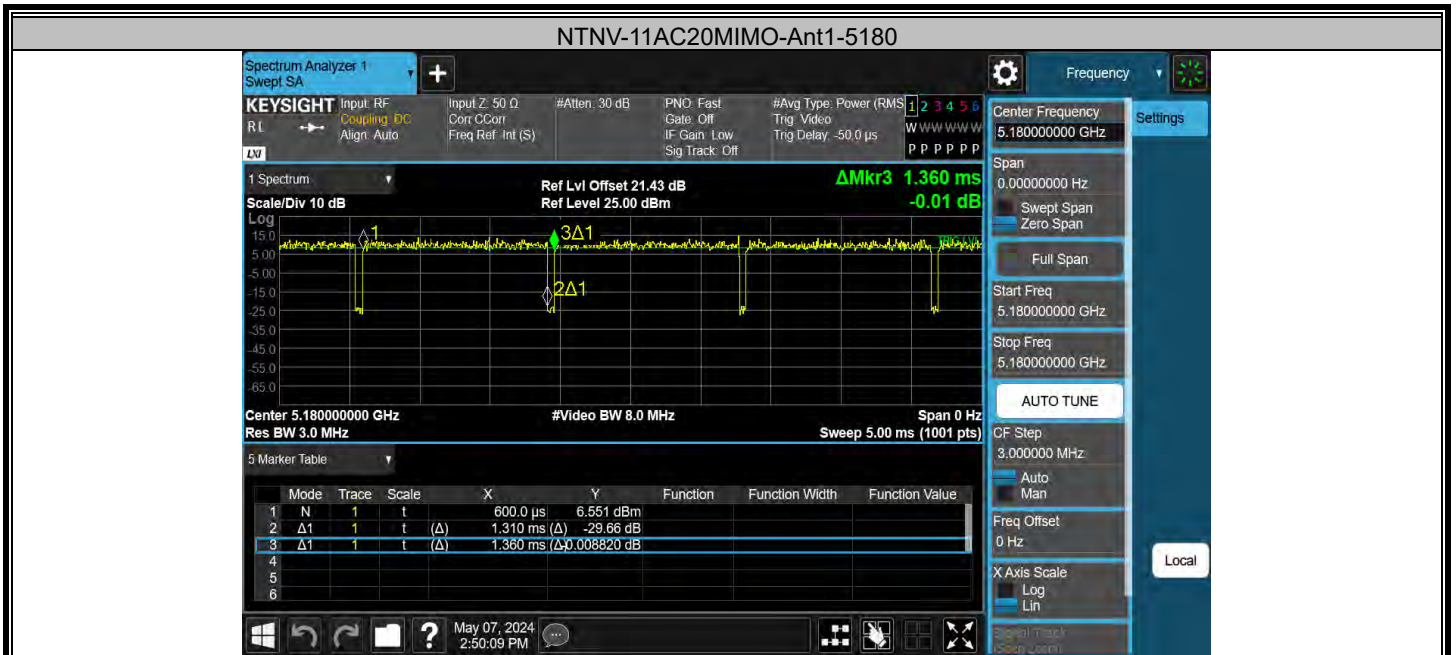 NTNV-11AC20MIMO-Ant1-5180
Spectrum Analyzer 1
Swept SA
+
Frequency
KEYSIGHT
RL
LXI
Input: RF
Coupling: DC
Align: Auto
Input Z: 50 Ω
Corr CCorr
Freq Ref: Int (S)
#Atten: 30 dB
PNO: Fast
Gate: Off
IF Gain: Low
Sig Track: Off
#Avg Type: Power (RMS
Trig: Video
Trig Delay: -50.0 µs
1 2 3 4 5 6
W W W W W W
P P P P P P
Center Frequency
5.180000000 GHz
Settings
1 Spectrum
Scale/Div 10 dB
Ref Lvl Offset 21.43 dB
Ref Level 25.00 dBm
ΔMkr3 1.360 ms
-0.01 dB
Log
15.0
5.00
-5.00
-15.0
-25.0
-35.0
-45.0
-55.0
-65.0
1
3Δ1
2Δ1
TRIG LVL
Center 5.180000000 GHz
Res BW 3.0 MHz
#Video BW 8.0 MHz
Span 0 Hz
Sweep 5.00 ms (1001 pts)
Span
0.00000000 Hz
Swept Span
Zero Span
Full Span
Start Freq
5.180000000 GHz
Stop Freq
5.180000000 GHz
AUTO TUNE
CF Step
3.000000 MHz
Auto
Man
Freq Offset
0 Hz
X Axis Scale
Log
Lin
Signal Track
(Span Zoom)
Local
5 Marker Table
Mode Trace Scale X Y Function Function Width Function Value
1 N 1 t 600.0 µs 6.551 dBm
2 Δ1 1 t (Δ) 1.310 ms (Δ) -29.66 dB
3 Δ1 1 t (Δ) 1.360 ms (Δ)-0.008820 dB
4
5
6
?
May 07, 2024
2:50:09 PM